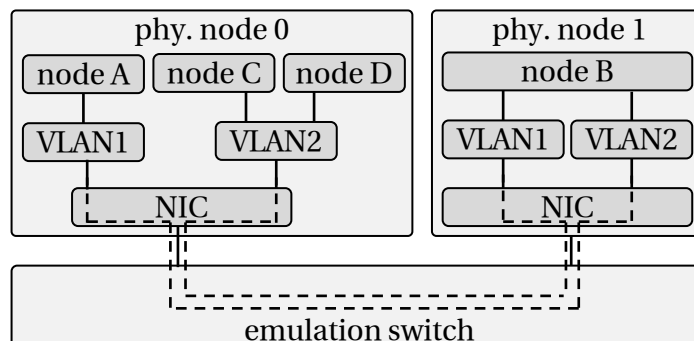 phy. node 0
phy. node 1
node A
node C
node D
node B
VLAN1
VLAN2
VLAN1
VLAN2
NIC
NIC
emulation switch